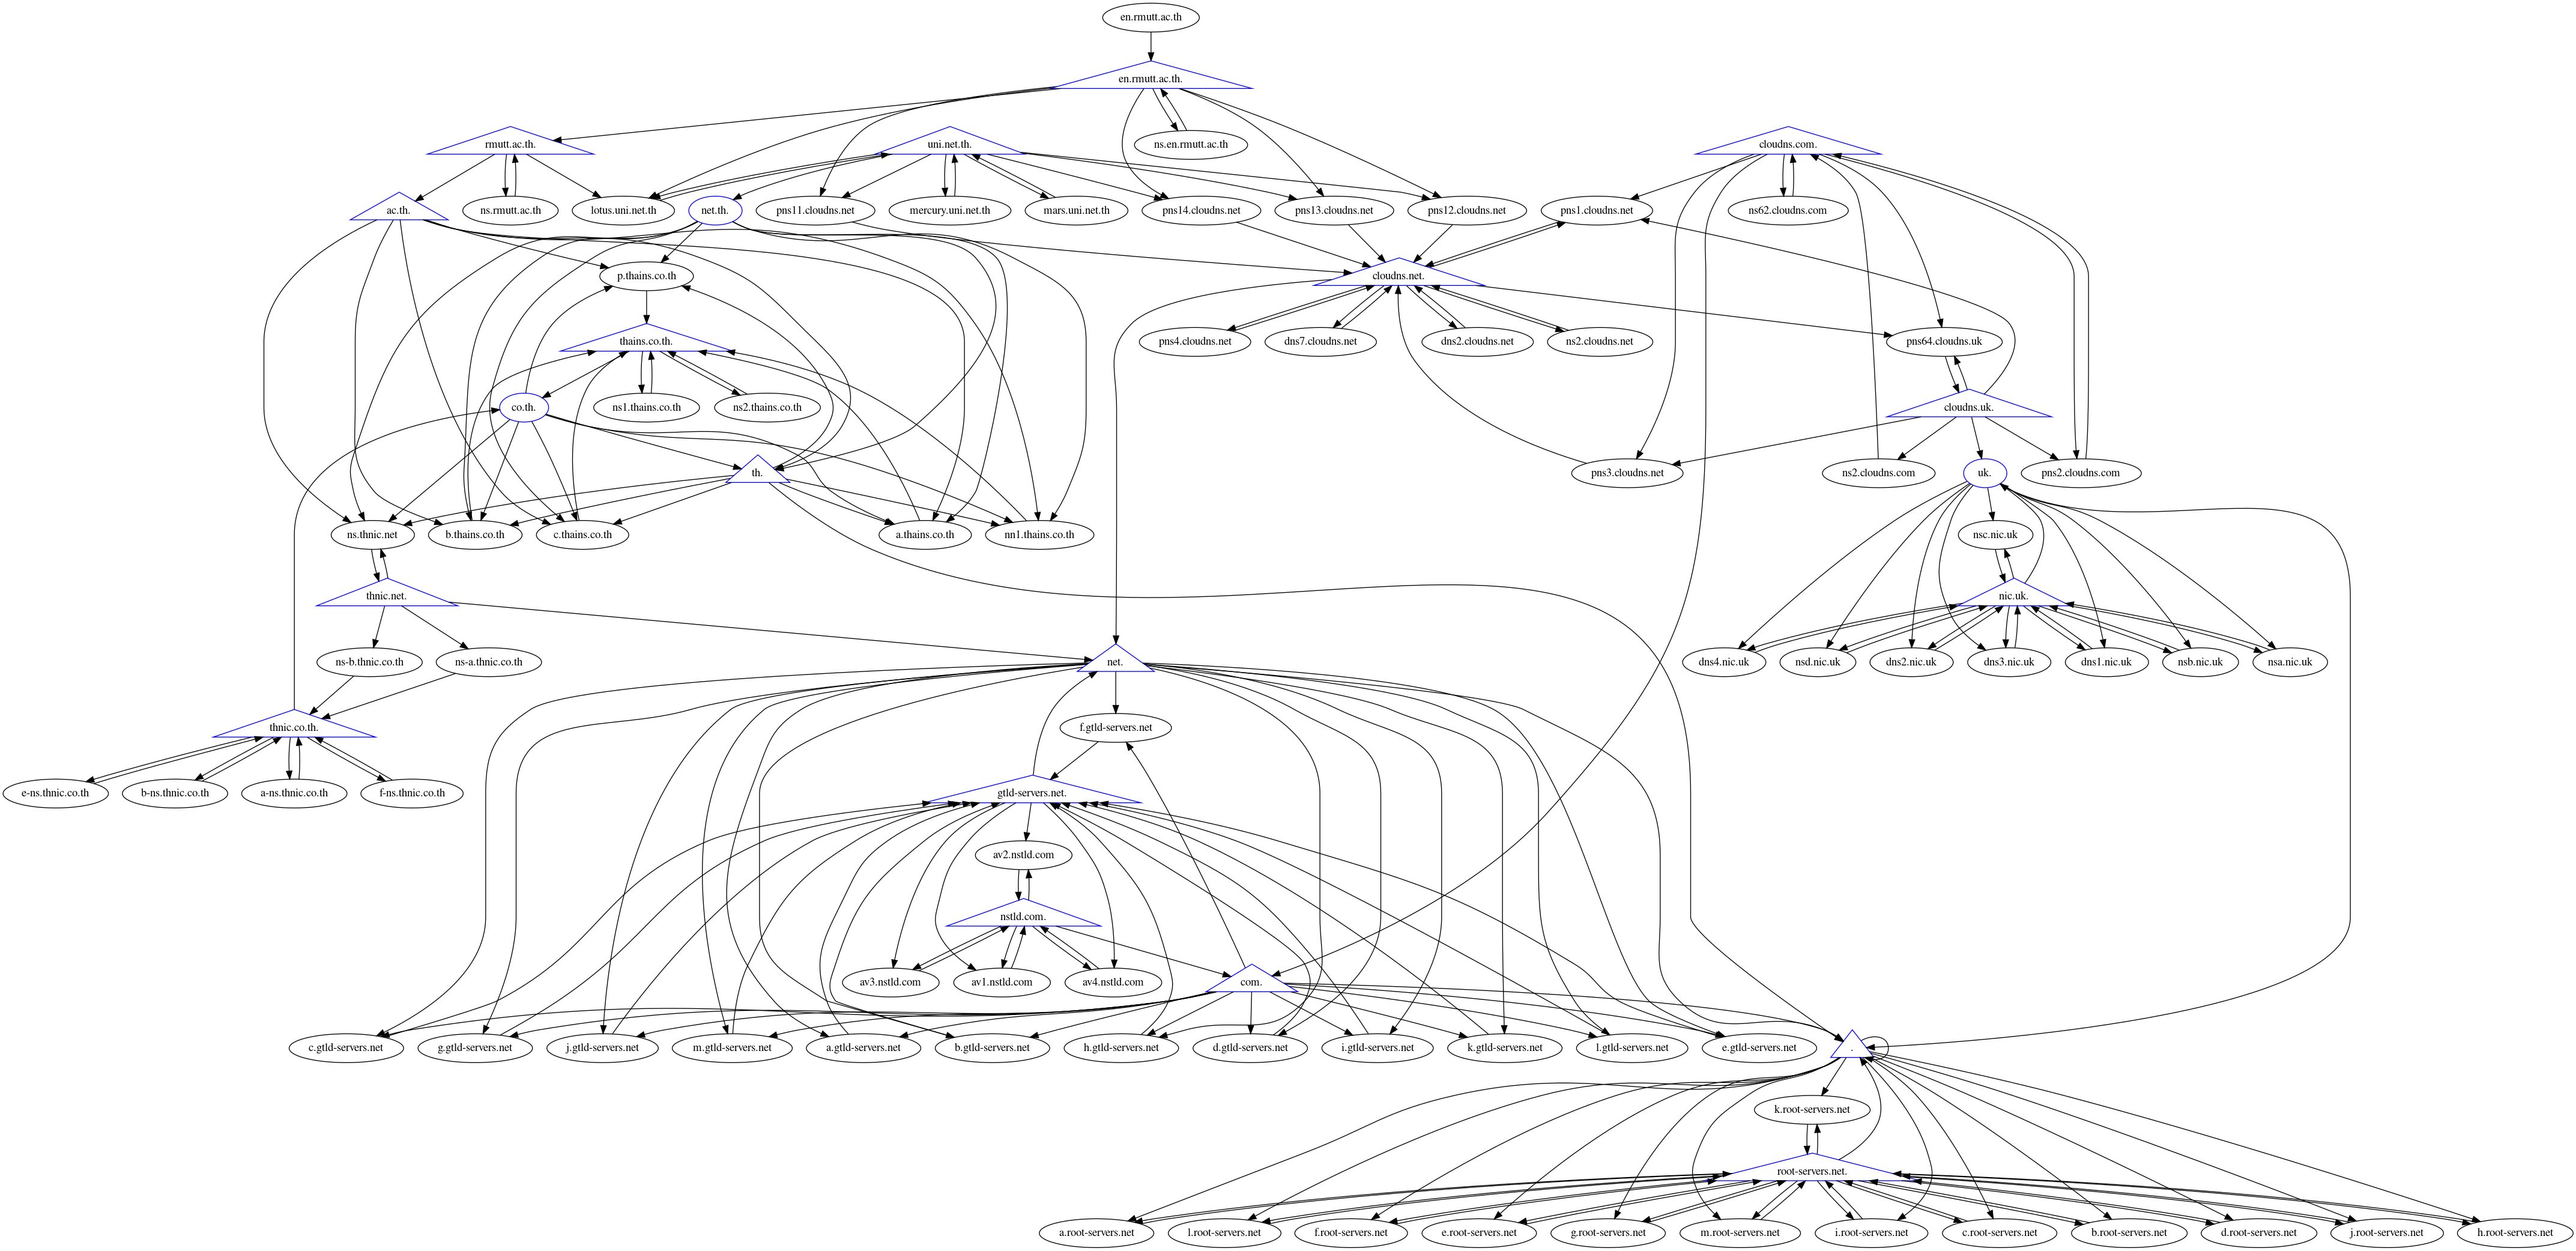 en.rmutt.ac.th
en.rmutt.ac.th.
rmutt.ac.th.
uni.net.th.
ns.en.rmutt.ac.th
cloudns.com.
ac.th.
ns.rmutt.ac.th
lotus.uni.net.th
net.th.
pns11.cloudns.net
mercury.uni.net.th
mars.uni.net.th
pns14.cloudns.net
pns13.cloudns.net
pns12.cloudns.net
pns1.cloudns.net
ns62.cloudns.com
p.thains.co.th
cloudns.net.
thains.co.th.
pns4.cloudns.net
dns7.cloudns.net
dns2.cloudns.net
ns2.cloudns.net
pns64.cloudns.uk
co.th.
ns1.thains.co.th
ns2.thains.co.th
cloudns.uk.
th.
pns3.cloudns.net
ns2.cloudns.com
uk.
pns2.cloudns.com
ns.thnic.net
b.thains.co.th
c.thains.co.th
a.thains.co.th
nn1.thains.co.th
nsc.nic.uk
thnic.net.
nic.uk.
ns-b.thnic.co.th
ns-a.thnic.co.th
net.
dns4.nic.uk
nsd.nic.uk
dns2.nic.uk
dns3.nic.uk
dns1.nic.uk
nsb.nic.uk
nsa.nic.uk
thnic.co.th.
f.gtld-servers.net
e-ns.thnic.co.th
b-ns.thnic.co.th
a-ns.thnic.co.th
f-ns.thnic.co.th
gtld-servers.net.
av2.nstld.com
nstld.com.
av3.nstld.com
av1.nstld.com
av4.nstld.com
com.
c.gtld-servers.net
g.gtld-servers.net
j.gtld-servers.net
m.gtld-servers.net
a.gtld-servers.net
b.gtld-servers.net
h.gtld-servers.net
d.gtld-servers.net
i.gtld-servers.net
k.gtld-servers.net
l.gtld-servers.net
e.gtld-servers.net
.
k.root-servers.net
root-servers.net.
a.root-servers.net
l.root-servers.net
f.root-servers.net
e.root-servers.net
g.root-servers.net
m.root-servers.net
i.root-servers.net
c.root-servers.net
b.root-servers.net
d.root-servers.net
j.root-servers.net
h.root-servers.net